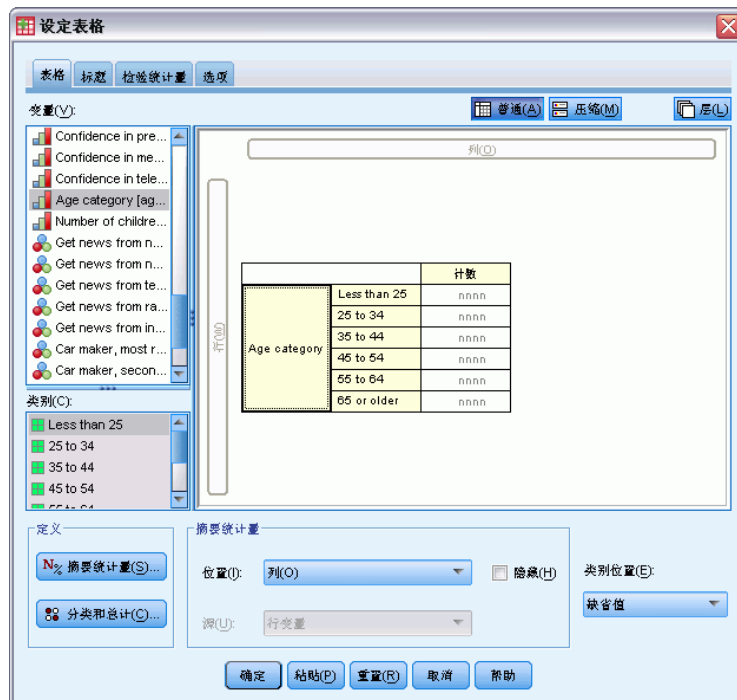 设定表格
表格 标题 检验统计量 选项
变量(V):
普通(A) 压缩(M) 层(L)
Confidence in pre...
Confidence in me...
Confidence in tele...
Age category [ag...
Number of childre...
Get news from n...
Get news from n...
Get news from te...
Get news from ra...
Get news from in...
Car maker, most r...
Car maker, secon...
列(O)
行(W)
计数
Age category
Less than 25 nnnn
25 to 34 nnnn
35 to 44 nnnn
45 to 54 nnnn
55 to 64 nnnn
65 or older nnnn
类别(C):
Less than 25
25 to 34
35 to 44
45 to 54
55 to 64
定义
N% 摘要统计量(S)...
分类和总计(C)...
摘要统计量
位置(I): 列(O) 隐藏(H)
源(U): 行变量
类别位置(E):
缺省值
确定 粘贴(P) 重置(R) 取消 帮助